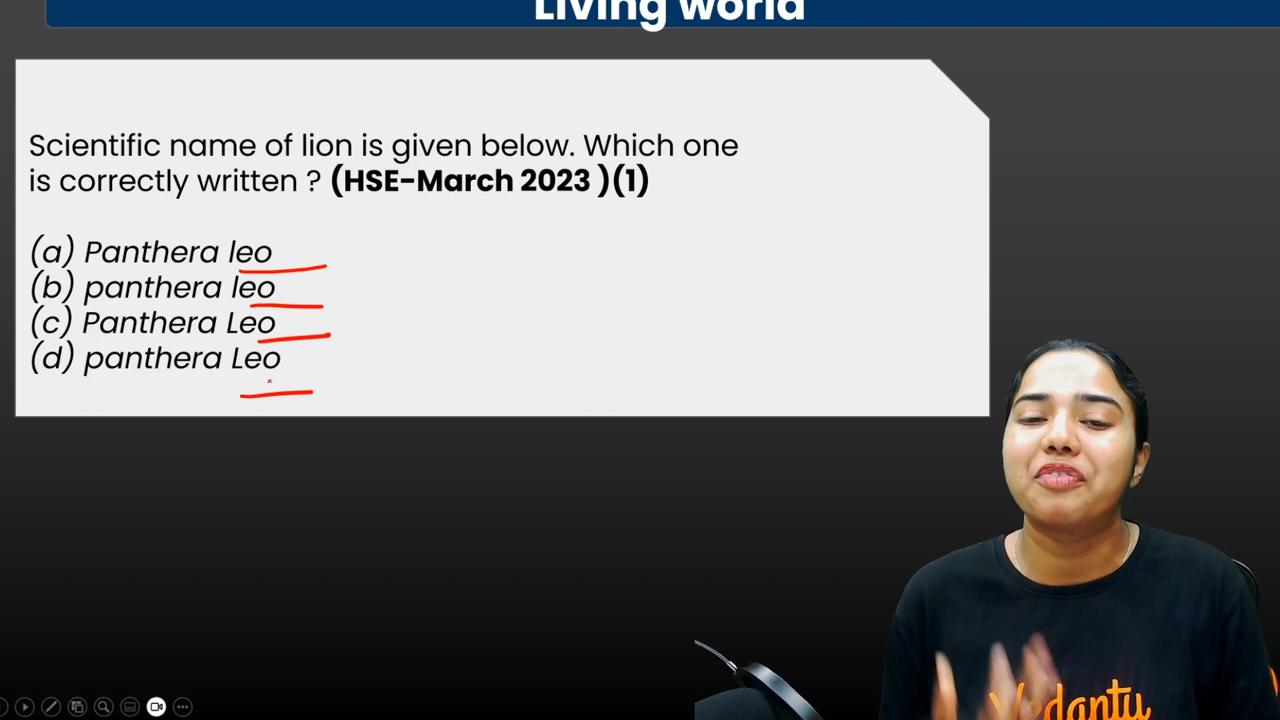 Living world
Scientific name of lion is given below. Which one
is correctly written ? (HSE-March 2023 )(1)
(a) Panthera leo
(b) panthera leo
(c) Panthera Leo
(d) panthera Leo
Vedantu